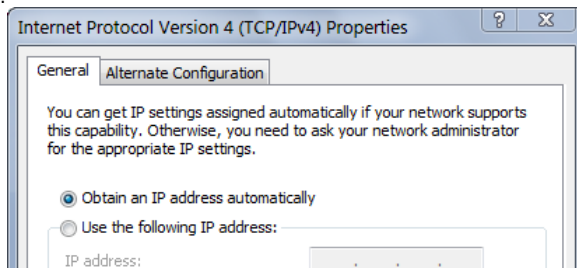 Internet Protocol Version 4 (TCP/IPv4) Properties
General
Alternate Configuration
You can get IP settings assigned automatically if your network supports
this capability. Otherwise, you need to ask your network administrator
for the appropriate IP settings.
Obtain an IP address automatically
Use the following IP address:
IP address: